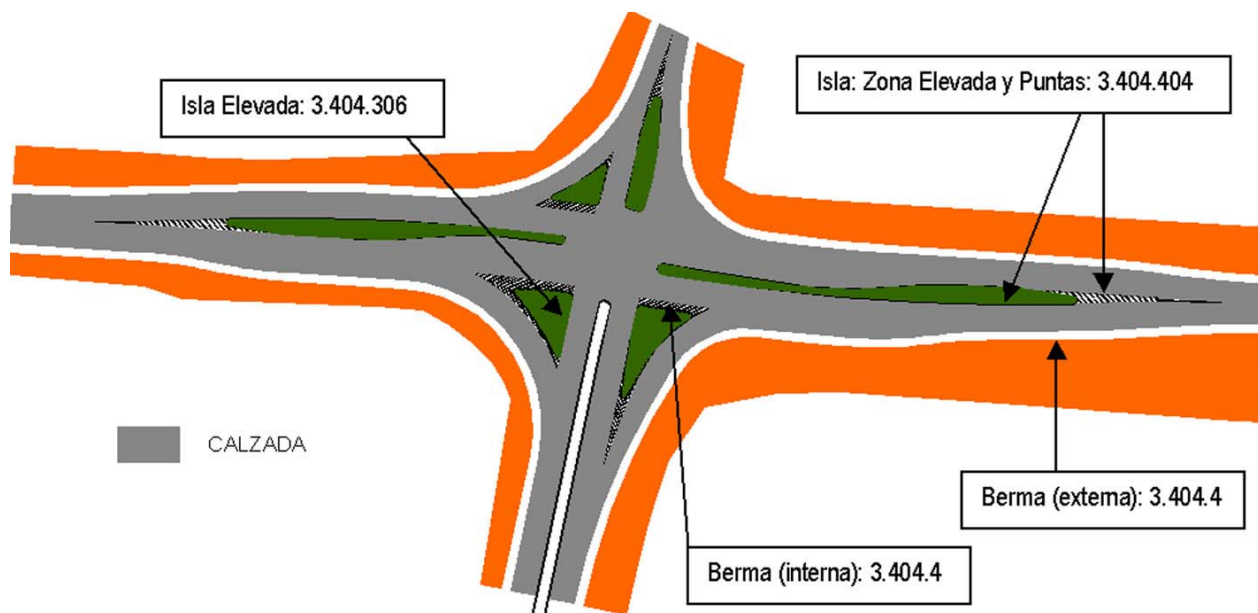 Isla Elevada: 3.404.306
Isla: Zona Elevada y Puntas: 3.404.404
CALZADA
Berma (externa): 3.404.4
Berma (interna): 3.404.4